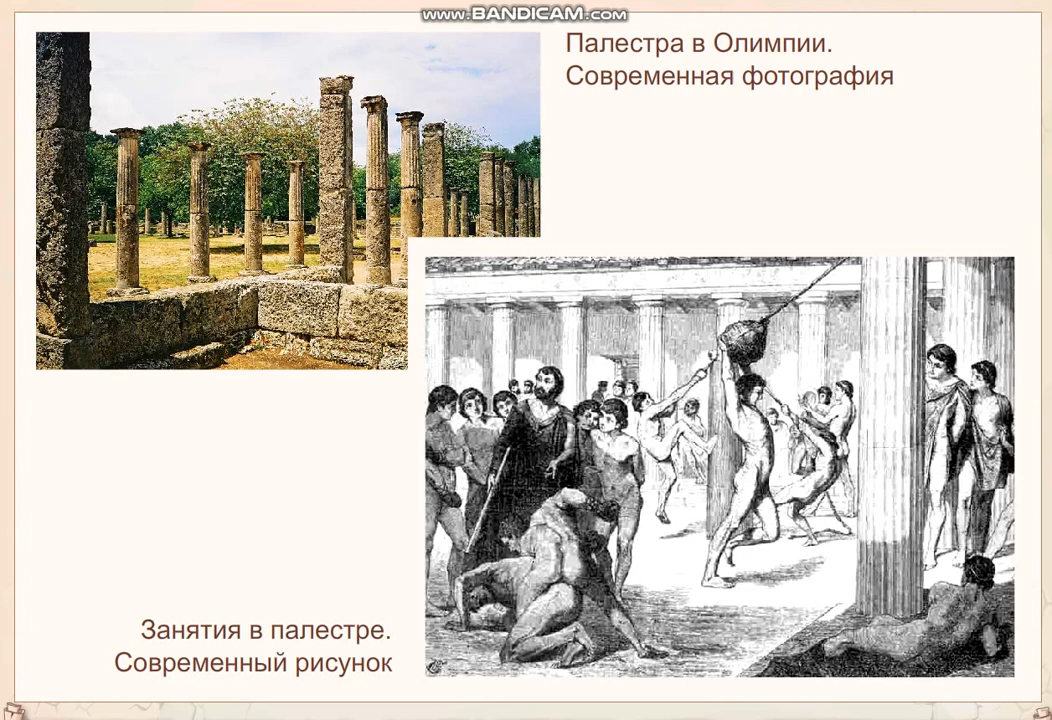 www.BANDICAM.com
Палестра в Олимпии.
Современная фотография
Занятия в палестре.
Современный рисунок